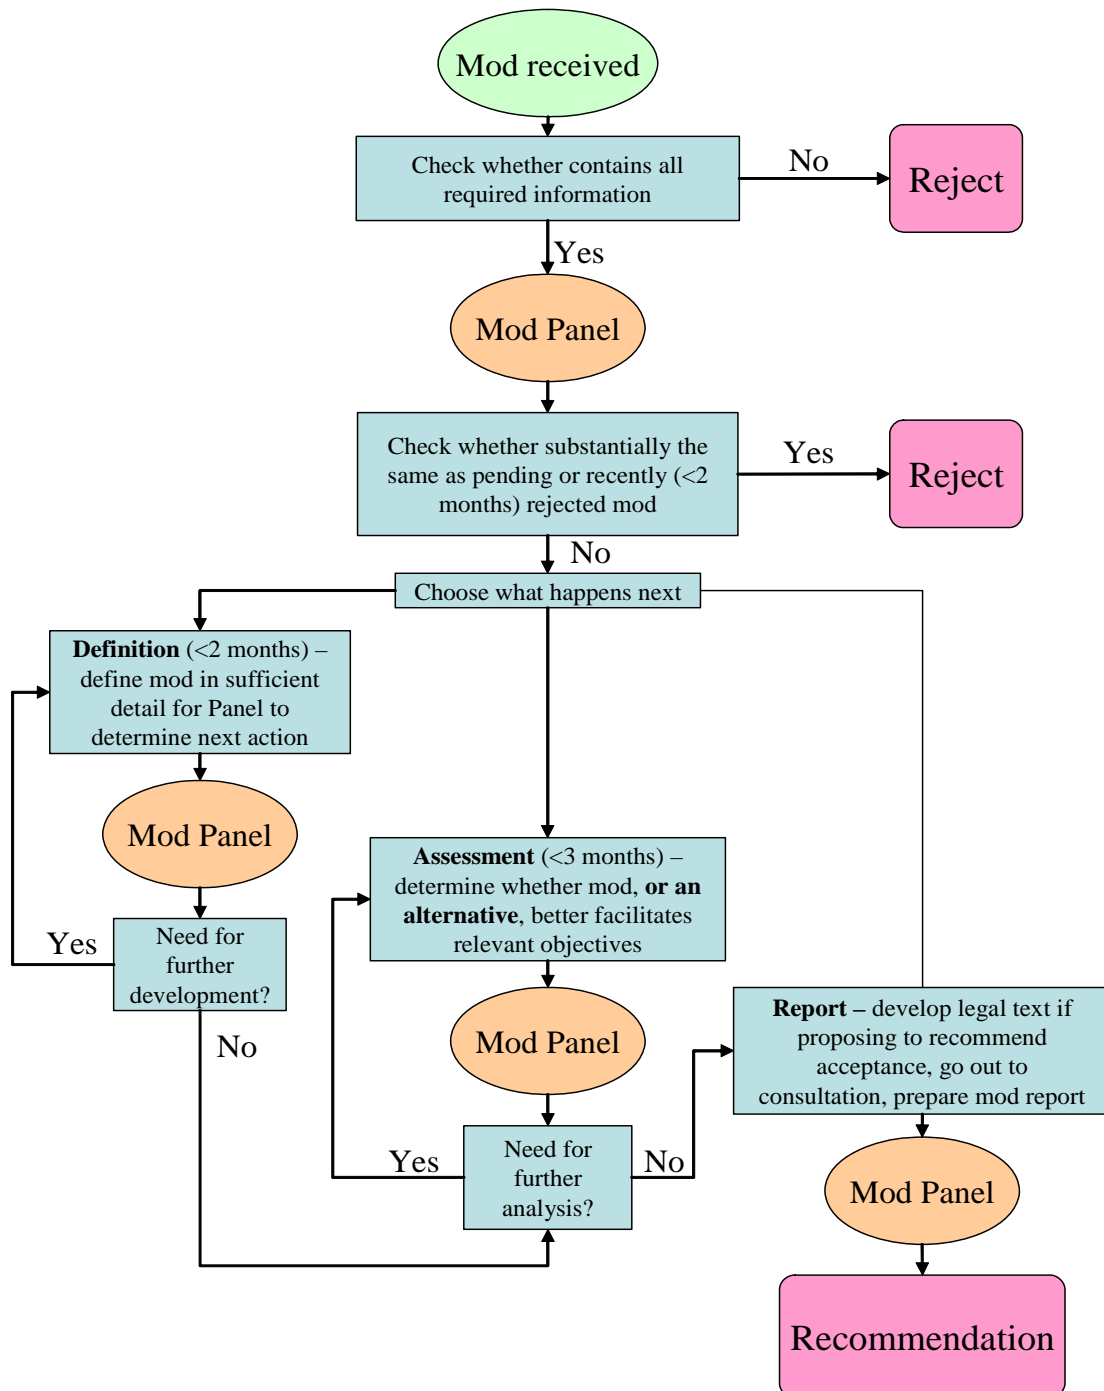 Mod received
Check whether contains all
required information
No
Reject
Yes
Mod Panel
Check whether substantially the
same as pending or recently (<2
months) rejected mod
Yes
Reject
No
Choose what happens next
Definition (<2 months) –
define mod in sufficient
detail for Panel to
determine next action
Mod Panel
Yes
Need for
further
development?
No
Assessment (<3 months) –
determine whether mod, or an
alternative, better facilitates
relevant objectives
Mod Panel
Yes
Need for
further
analysis?
No
Report – develop legal text if
proposing to recommend
acceptance, go out to
consultation, prepare mod report
Mod Panel
Recommendation